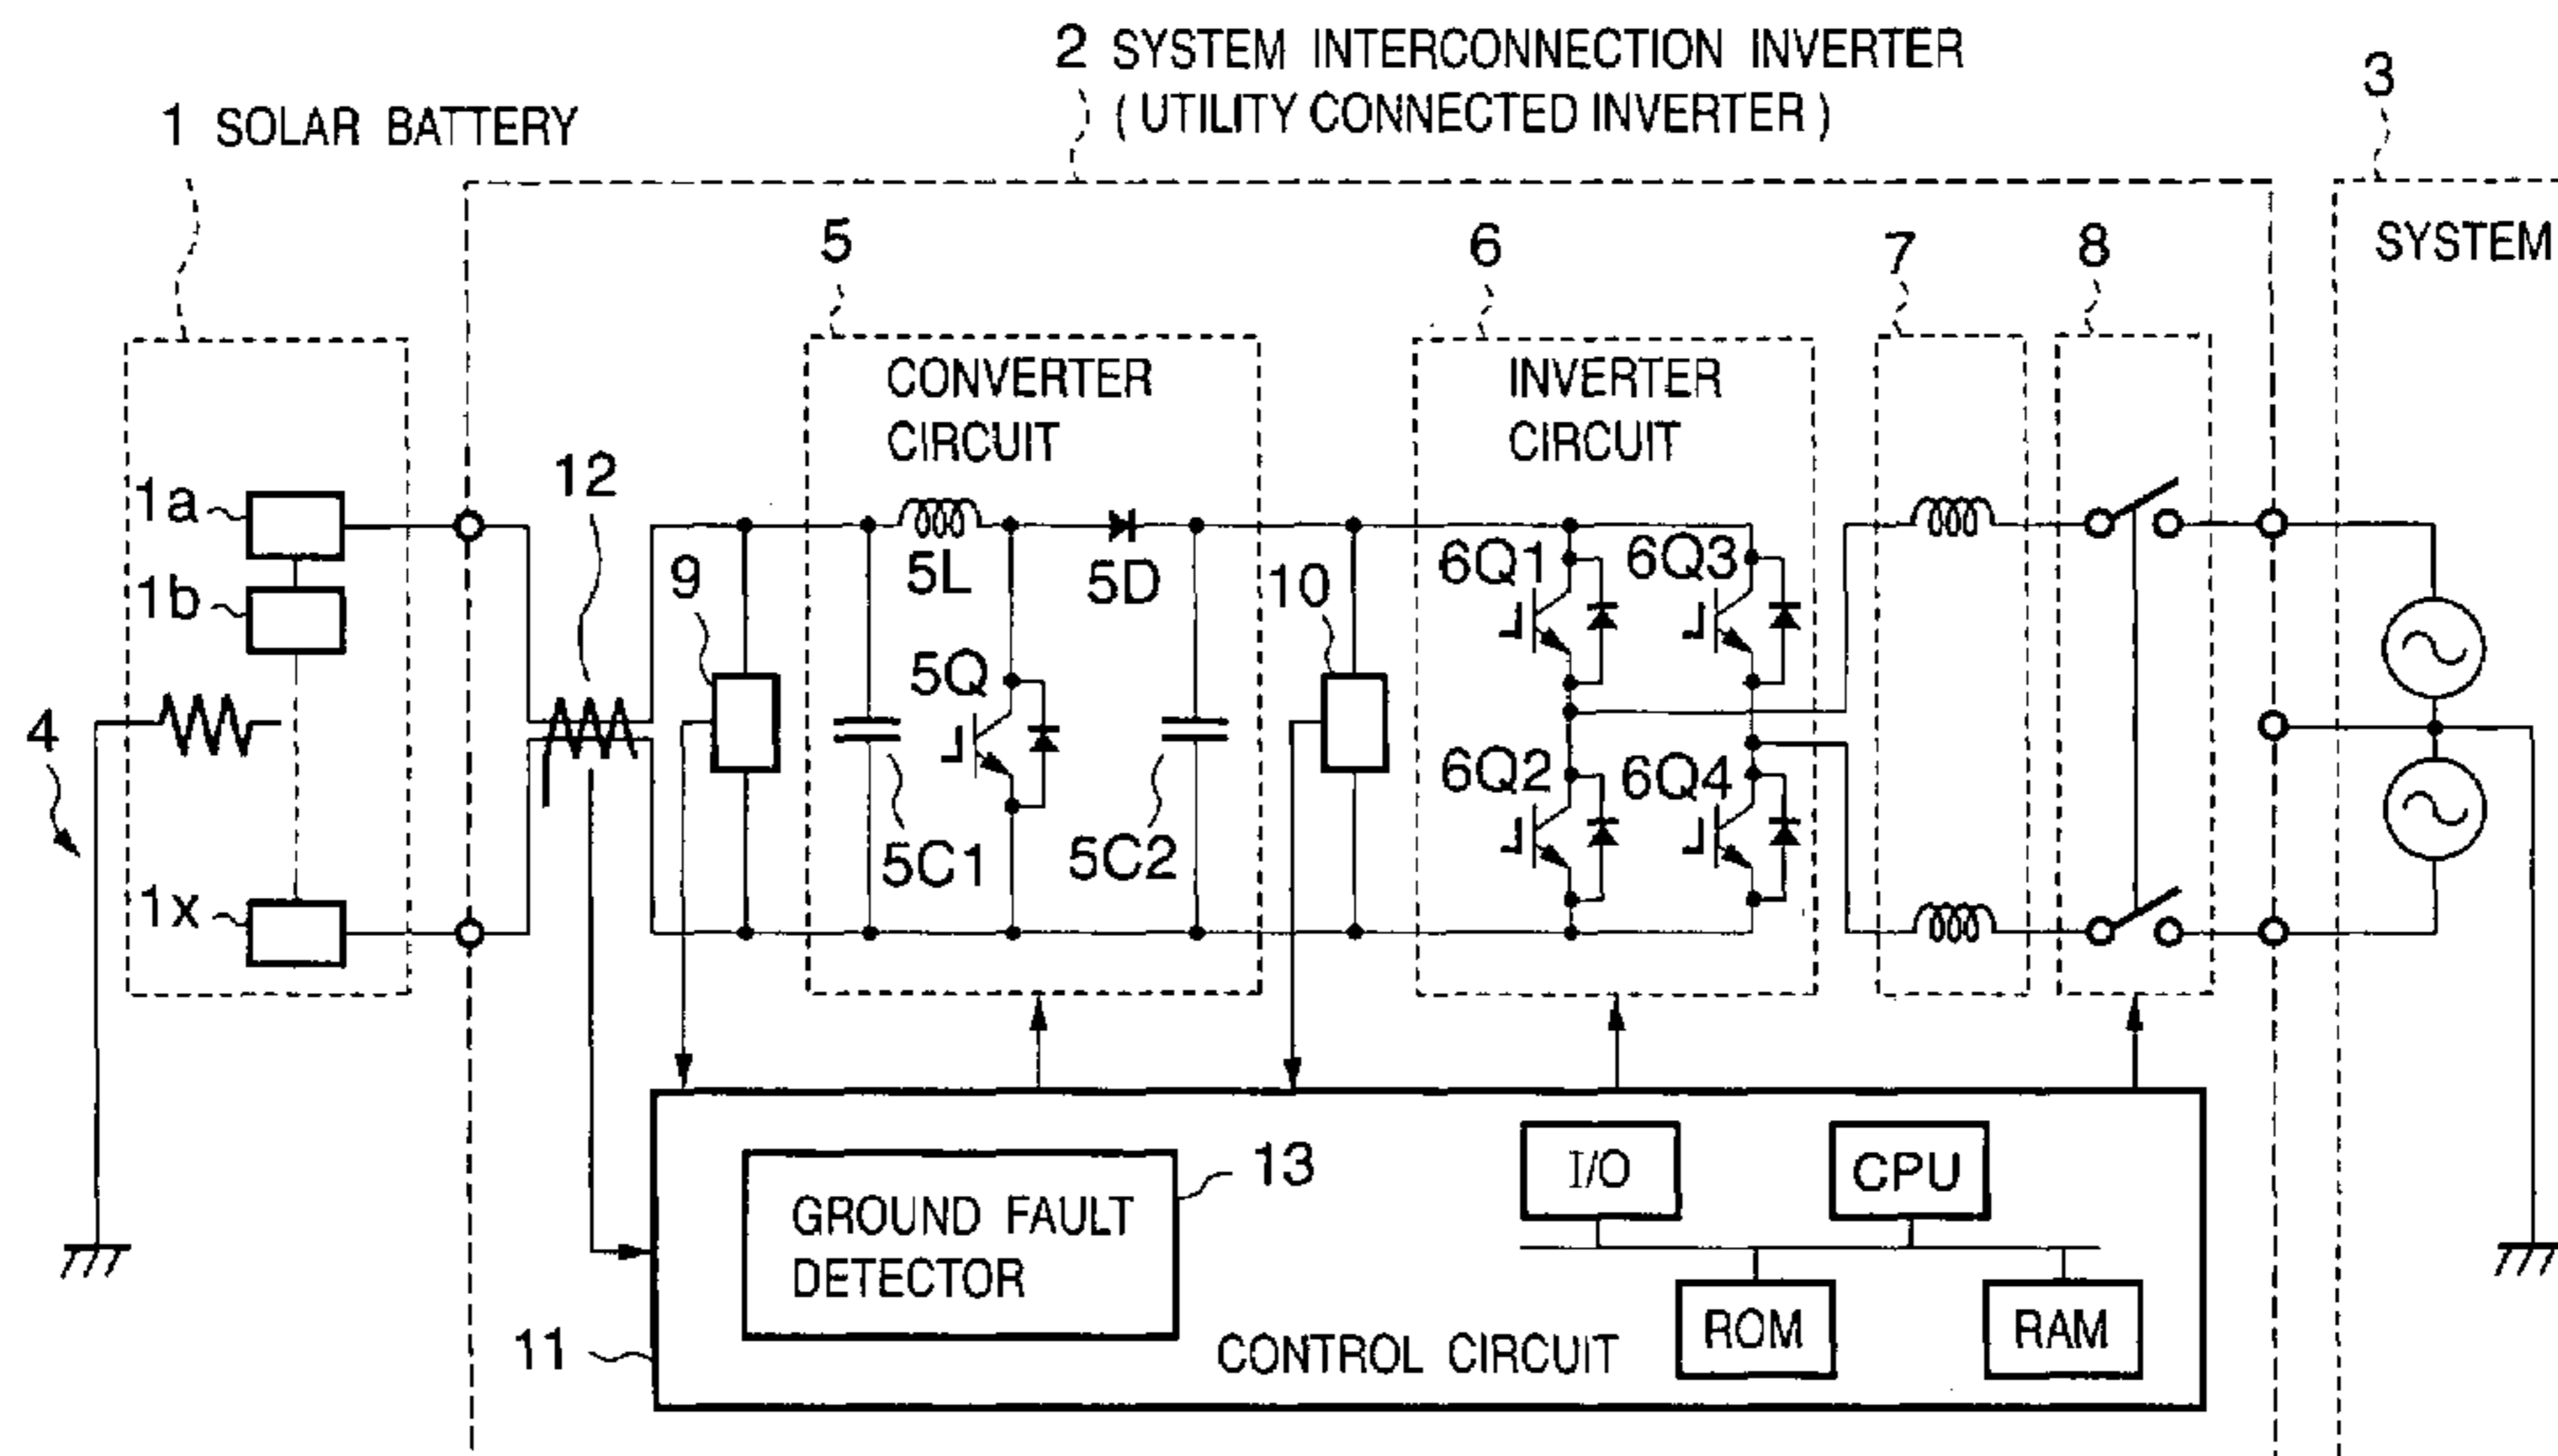 2 SYSTEM INTERCONNECTION INVERTER
( UTILITY CONNECTED INVERTER )
3
1 SOLAR BATTERY
SYSTEM
5
6
7
8
CONVERTER
CIRCUIT
INVERTER
CIRCUIT
12
1a
1b
9
5L
5D
10
6Q1
6Q3
5Q
4
6Q2
6Q4
5C1
5C2
1x
13
GROUND FAULT
DETECTOR
I/O
CPU
ROM
RAM
11
CONTROL CIRCUIT